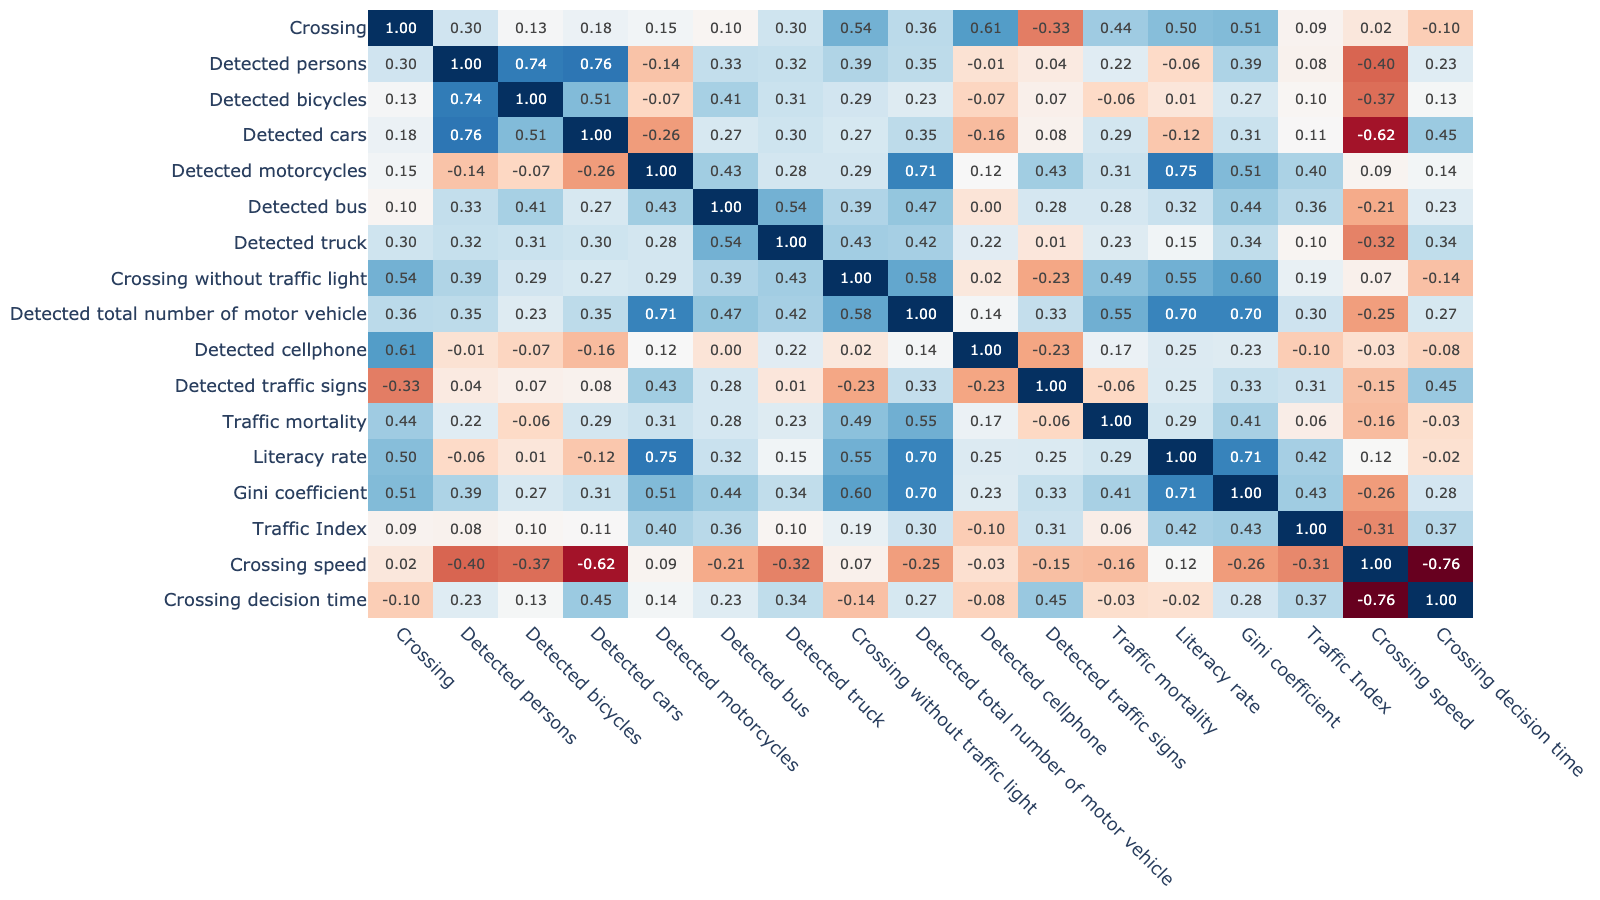 Crossing 1.00 0.30 0.13 0.18 0.15 0.10 0.30 0.54 0.36 0.61 -0.33 0.44 0.50 0.51 0.09 0.02 -0.10
Detected persons 0.30 1.00 0.74 0.76 -0.14 0.33 0.32 0.39 0.35 -0.01 0.04 0.22 -0.06 0.39 0.08 -0.40 0.23
Detected bicycles 0.13 0.74 1.00 0.51 -0.07 0.41 0.31 0.29 0.23 -0.07 0.07 -0.06 0.01 0.27 0.10 -0.37 0.13
Detected cars 0.18 0.76 0.51 1.00 -0.26 0.27 0.30 0.27 0.35 -0.16 0.08 0.29 -0.12 0.31 0.11 -0.62 0.45
Detected motorcycles 0.15 -0.14 -0.07 -0.26 1.00 0.43 0.28 0.29 0.71 0.12 0.43 0.31 0.75 0.51 0.40 0.09 0.14
Detected bus 0.10 0.33 0.41 0.27 0.43 1.00 0.54 0.39 0.47 0.00 0.28 0.28 0.32 0.44 0.36 -0.21 0.23
Detected truck 0.30 0.32 0.31 0.30 0.28 0.54 1.00 0.43 0.42 0.22 0.01 0.23 0.15 0.34 0.10 -0.32 0.34
Crossing without traffic light 0.54 0.39 0.29 0.27 0.29 0.39 0.43 1.00 0.58 0.02 -0.23 0.49 0.55 0.60 0.19 0.07 -0.14
Detected total number of motor vehicle 0.36 0.35 0.23 0.35 0.71 0.47 0.42 0.58 1.00 0.14 0.33 0.55 0.70 0.70 0.30 -0.25 0.27
Detected cellphone 0.61 -0.01 -0.07 -0.16 0.12 0.00 0.22 0.02 0.14 1.00 -0.23 0.17 0.25 0.23 -0.10 -0.03 -0.08
Detected traffic signs -0.33 0.04 0.07 0.08 0.43 0.28 0.01 -0.23 0.33 -0.23 1.00 -0.06 0.25 0.33 0.31 -0.15 0.45
Traffic mortality 0.44 0.22 -0.06 0.29 0.31 0.28 0.23 0.49 0.55 0.17 -0.06 1.00 0.29 0.41 0.06 -0.16 -0.03
Literacy rate 0.50 -0.06 0.01 -0.12 0.75 0.32 0.15 0.55 0.70 0.25 0.25 0.29 1.00 0.71 0.42 0.12 -0.02
Gini coefficient 0.51 0.39 0.27 0.31 0.51 0.44 0.34 0.60 0.70 0.23 0.33 0.41 0.71 1.00 0.43 -0.26 0.28
Traffic Index 0.09 0.08 0.10 0.11 0.40 0.36 0.10 0.19 0.30 -0.10 0.31 0.06 0.42 0.43 1.00 -0.31 0.37
Crossing speed 0.02 -0.40 -0.37 -0.62 0.09 -0.21 -0.32 0.07 -0.25 -0.03 -0.15 -0.16 0.12 -0.26 -0.31 1.00 -0.76
Crossing decision time -0.10 0.23 0.13 0.45 0.14 0.23 0.34 -0.14 0.27 -0.08 0.45 -0.03 -0.02 0.28 0.37 -0.76 1.00
Crossing
Detected persons
Detected bicycles
Detected cars
Detected motorcycles
Detected bus
Detected truck
Crossing without traffic light
Detected total number of motor vehicle
Detected cellphone
Detected traffic signs
Traffic mortality
Literacy rate
Gini coefficient
Traffic Index
Crossing speed
Crossing decision time